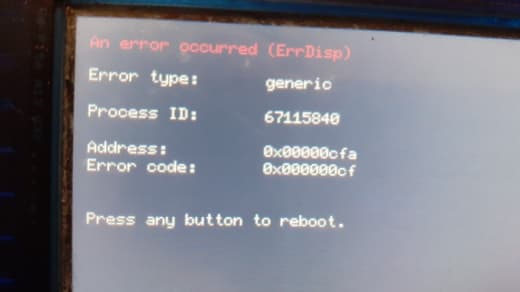 An error occurred (ErrDisp)
Error type: generic
Process ID: 67115840
Address: 0x00000cfa
Error code: 0x000000cf
Press any button to reboot.